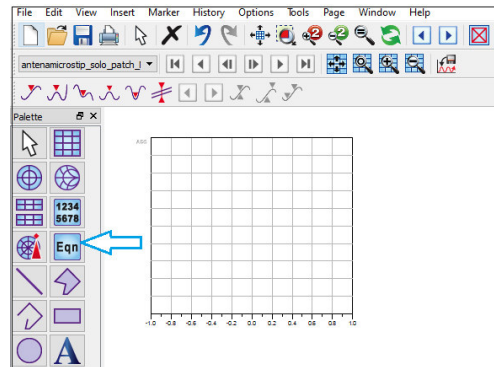 File Edit View Insert Marker History Options Tools Page Window Help
antenamicrostip_solo_patch_l
Palette
1234
5678
Eqn
A
-1.0 -0.8 -0.6 -0.4 -0.2 0.0 0.2 0.4 0.6 0.8 1.0